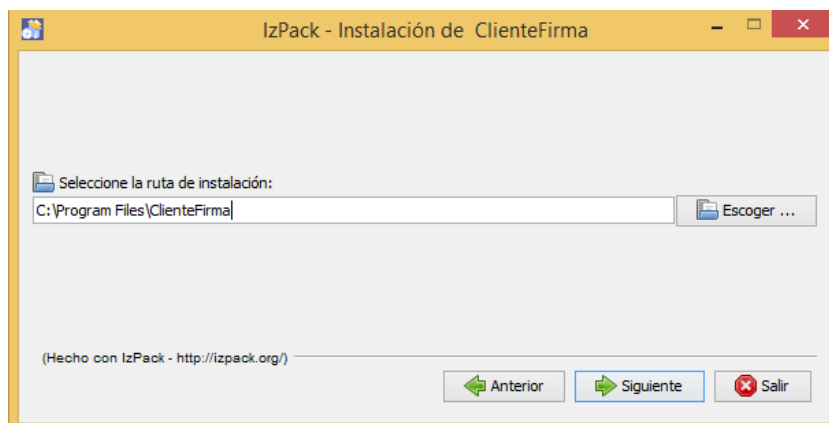 IzPack - Instalación de ClienteFirma
Seleccione la ruta de instalación:
C:\Program Files\ClienteFirma
Escoger ...
(Hecho con IzPack - http://izpack.org/)
Anterior
Siguiente
Salir